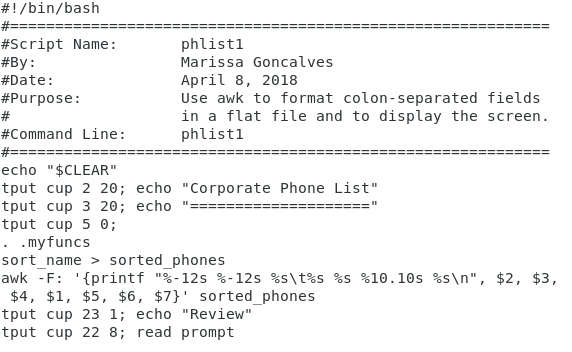 #!/bin/bash
#============================================================
#Script Name:       phlist1
#By:                Marissa Goncalves
#Date:              April 8, 2018
#Purpose:           Use awk to format colon-separated fields
#                   in a flat file and to display the screen.
#Command Line:      phlist1
#============================================================
echo "$CLEAR"
tput cup 2 20; echo "Corporate Phone List"
tput cup 3 20; echo "===================="
tput cup 5 0;
. .myfuncs
sort_name > sorted_phones
awk -F: '{printf "%-12s %-12s %s\t%s %s %10.10s %s\n", $2, $3,
 $4, $1, $5, $6, $7}' sorted_phones
tput cup 23 1; echo "Review"
tput cup 22 8; read prompt